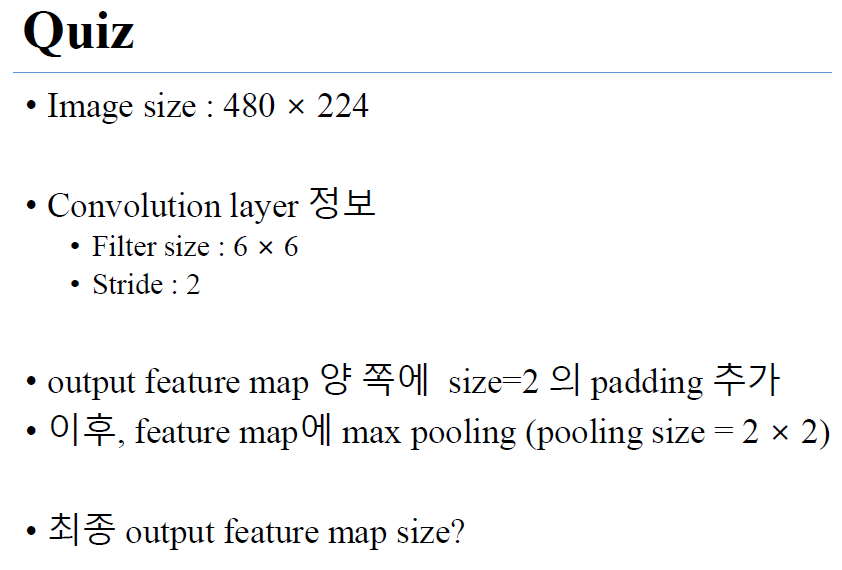 Quiz
• Image size : 480 × 224
• Convolution layer 정보
• Filter size : 6 × 6
• Stride : 2
• output feature map 양 쪽에 size=2 의 padding 추가
• 이후, feature map에 max pooling (pooling size = 2 × 2)
• 최종 output feature map size?